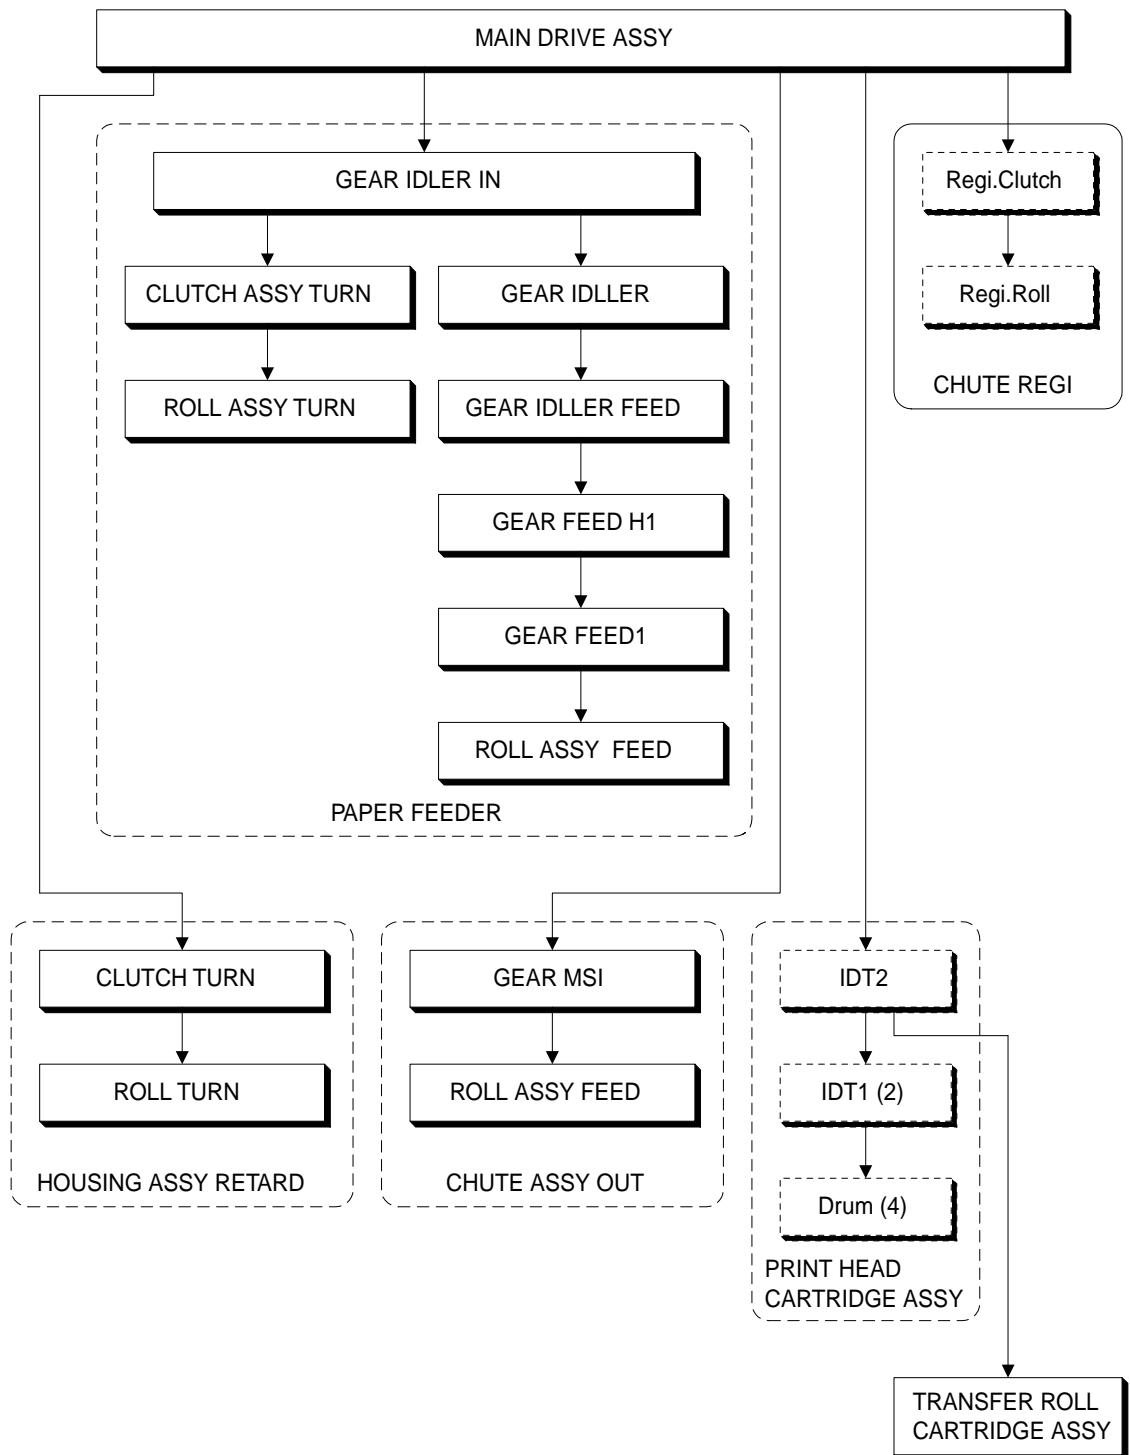 MAIN DRIVE ASSY
GEAR IDLER IN
Regi.Clutch
CLUTCH ASSY TURN
GEAR IDLLER
Regi.Roll
ROLL ASSY TURN
GEAR IDLLER FEED
CHUTE REGI
GEAR FEED H1
GEAR FEED1
ROLL ASSY FEED
PAPER FEEDER
CLUTCH TURN
GEAR MSI
IDT2
ROLL TURN
ROLL ASSY FEED
IDT1 (2)
HOUSING ASSY RETARD
CHUTE ASSY OUT
Drum (4)
PRINT HEAD
CARTRIDGE ASSY
TRANSFER ROLL
CARTRIDGE ASSY